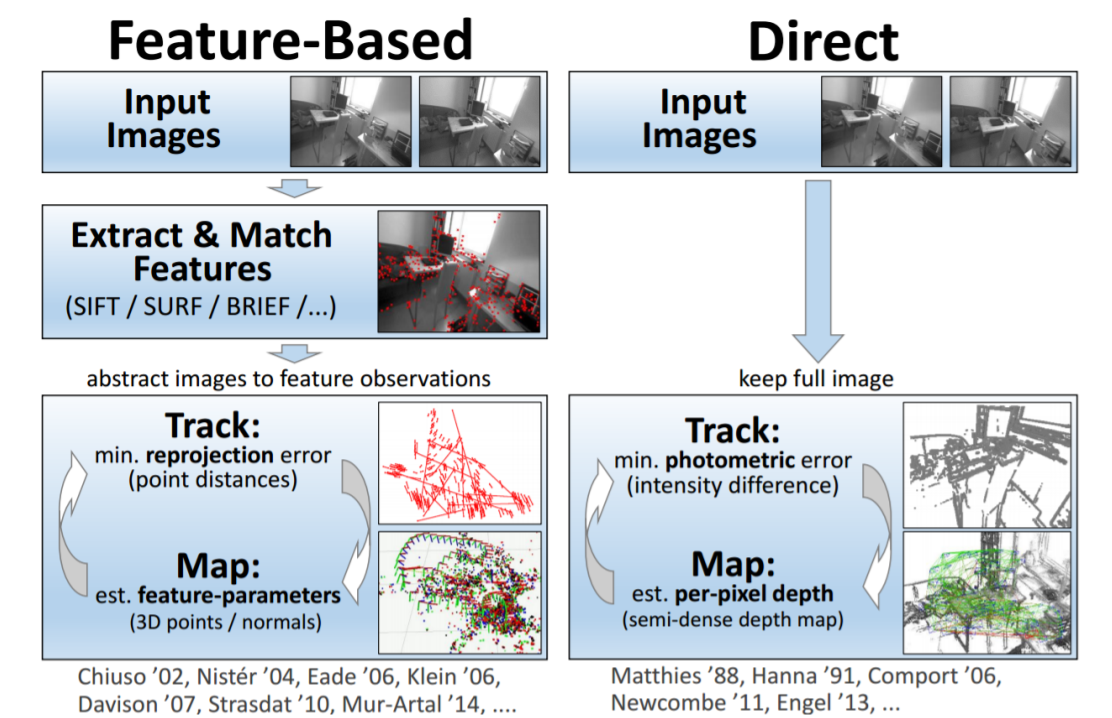 Feature-Based
Input
Images
Extract & Match
Features
(SIFT / SURF / BRIEF /...)
abstract images to feature observations
Track:
min. reprojection error
(point distances)
Map:
est. feature-parameters
(3D points / normals)
Chiuso ’02, Nistér ’04, Eade ’06, Klein ’06,
Davison ’07, Strasdat ’10, Mur-Artal ’14, ....
Direct
Input
Images
keep full image
Track:
min. photometric error
(intensity difference)
Map:
est. per-pixel depth
(semi-dense depth map)
Matthies ’88, Hanna ’91, Comport ’06,
Newcombe ’11, Engel ’13, ...